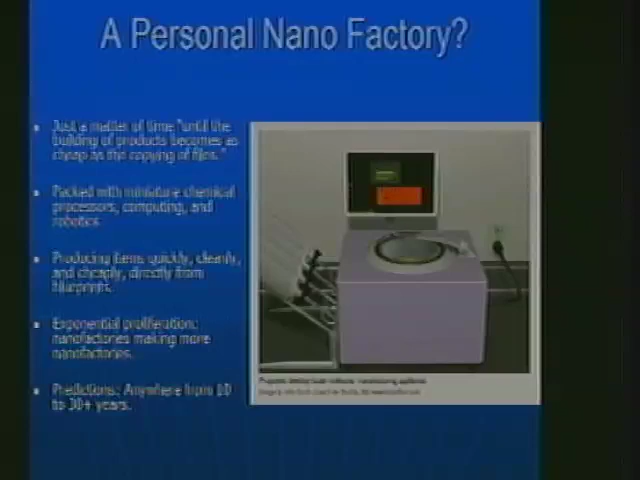 A Personal Nano Factory?
Just a matter of time "until the
building of products becomes as
cheap as the copying of files."
Packed with miniature chemical
processors, computing, and
robotics
Producing items quickly, cleanly,
and cheaply, directly from
blueprints.
Exponential proliferation:
nanofactories making more
nanofactories.
Predictions: Anywhere from 10
to 30+ years.